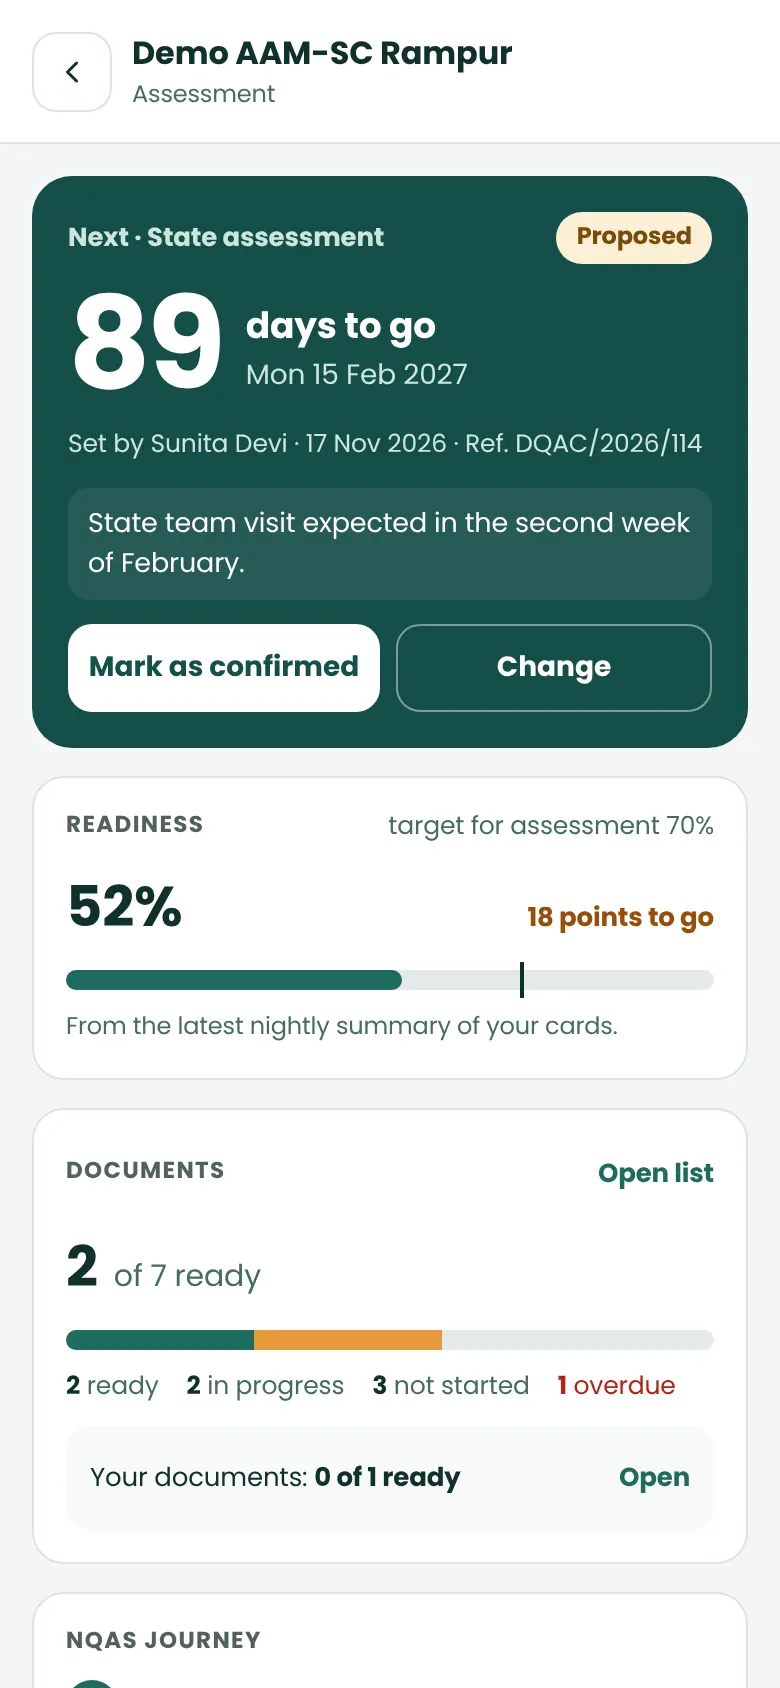 Demo AAM-SC Rampur
Assessment
Next · State assessment
Proposed
89
days to go
Mon 15 Feb 2027
Set by Sunita Devi · 17 Nov 2026 · Ref. DQAC/2026/114
State team visit expected in the second week
of February.
Mark as confirmed
Change
READINESS
target for assessment 70%
52%
18 points to go
From the latest nightly summary of your cards.
DOCUMENTS
Open list
2 of 7 ready
2 ready 2 in progress 3 not started 1 overdue
Your documents: 0 of 1 ready
Open
NQAS JOURNEY